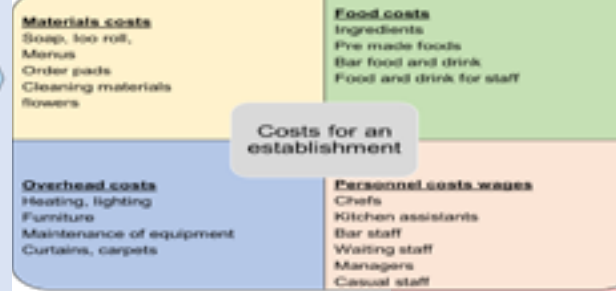 Materials costs
Soap, loo roll,
Menus
Order pads
Cleaning materials
flowers
Food costs
Ingredients
Pre made foods
Bar food and drink
Food and drink for staff
Costs for an
establishment
Overhead costs
Heating, lighting
Furniture
Maintenance of equipment
Curtains, carpets
Personnel costs wages
Chefs
Kitchen assistants
Bar staff
Waiting staff
Managers
Casual staff